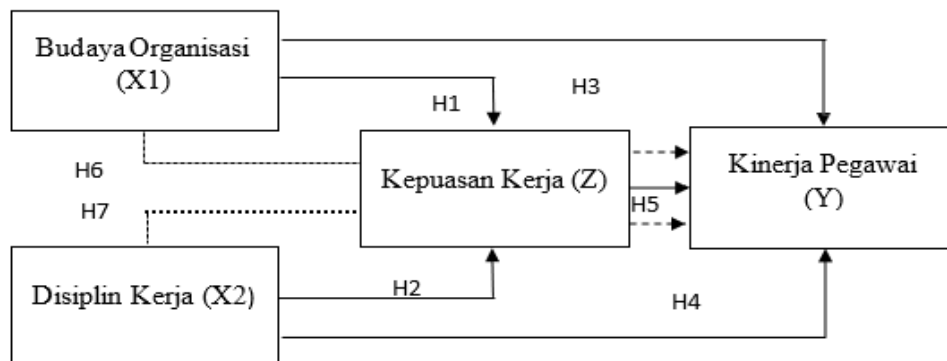 Budaya Organisasi
(X1)
H3
H1
Kepuasan Kerja (Z)
Kinerja Pegawai
(Y)
H6
H7
H5
Disiplin Kerja (X2)
H2
H4